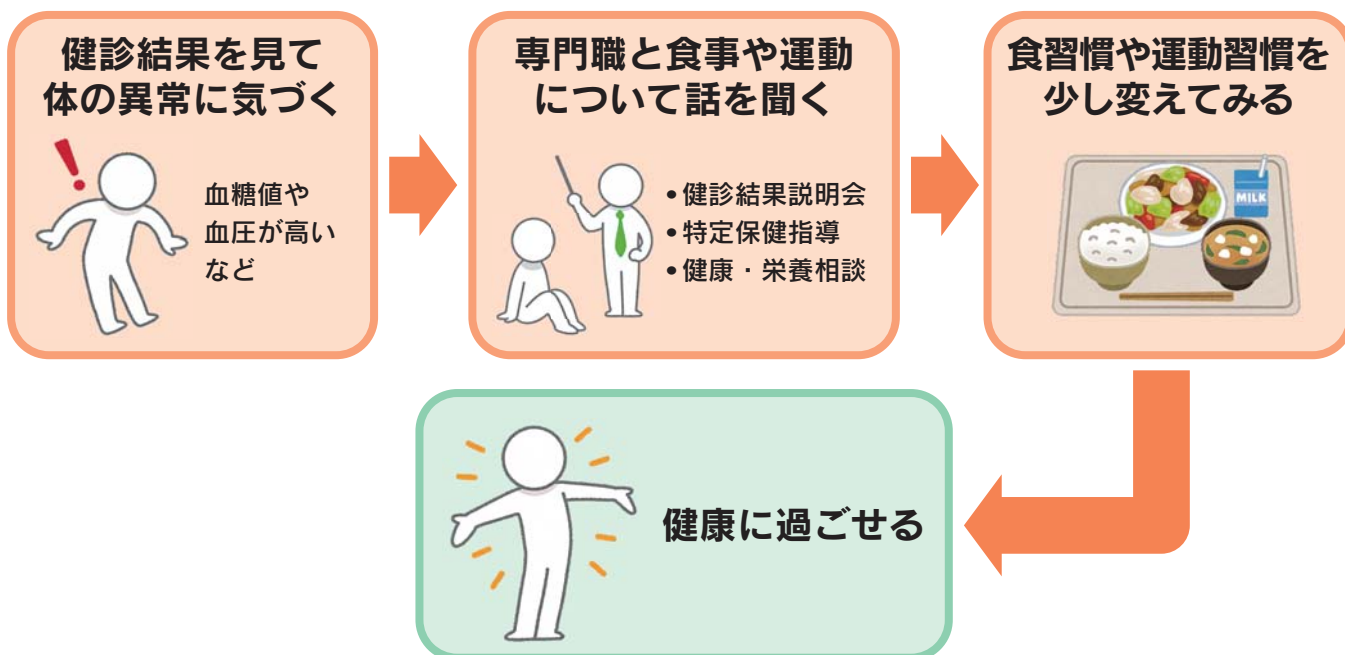 健診結果を見て
体の異常に気づく
血糖値や
血圧が高い
など
専門職と食事や運動
について話を聞く
•健診結果説明会
•特定保健指導
•健康・栄養相談
食習慣や運動習慣を
少し変えてみる
MILK
健康に過ごせる